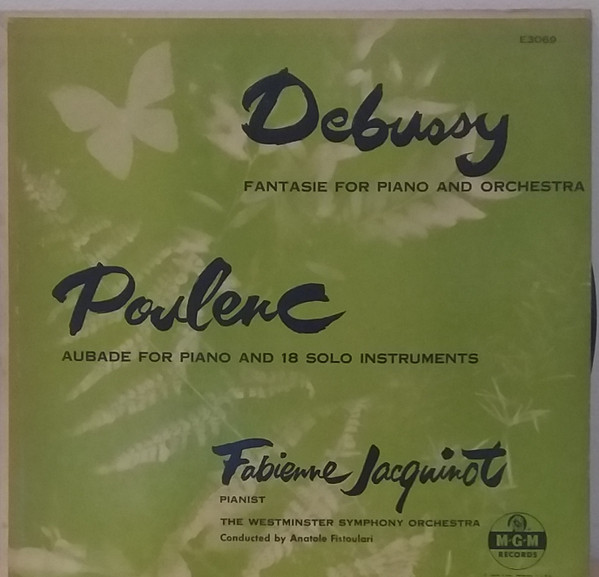 E3069
Debussy
FANTASIE FOR PIANO AND ORCHESTRA
Poulenc
AUBADE FOR PIANO AND 18 SOLO INSTRUMENTS
Fabienne Jacquinot
PIANIST
THE WESTMINSTER SYMPHONY ORCHESTRA
Conducted by Anatole Fistoulari
M-G-M
RECORDS